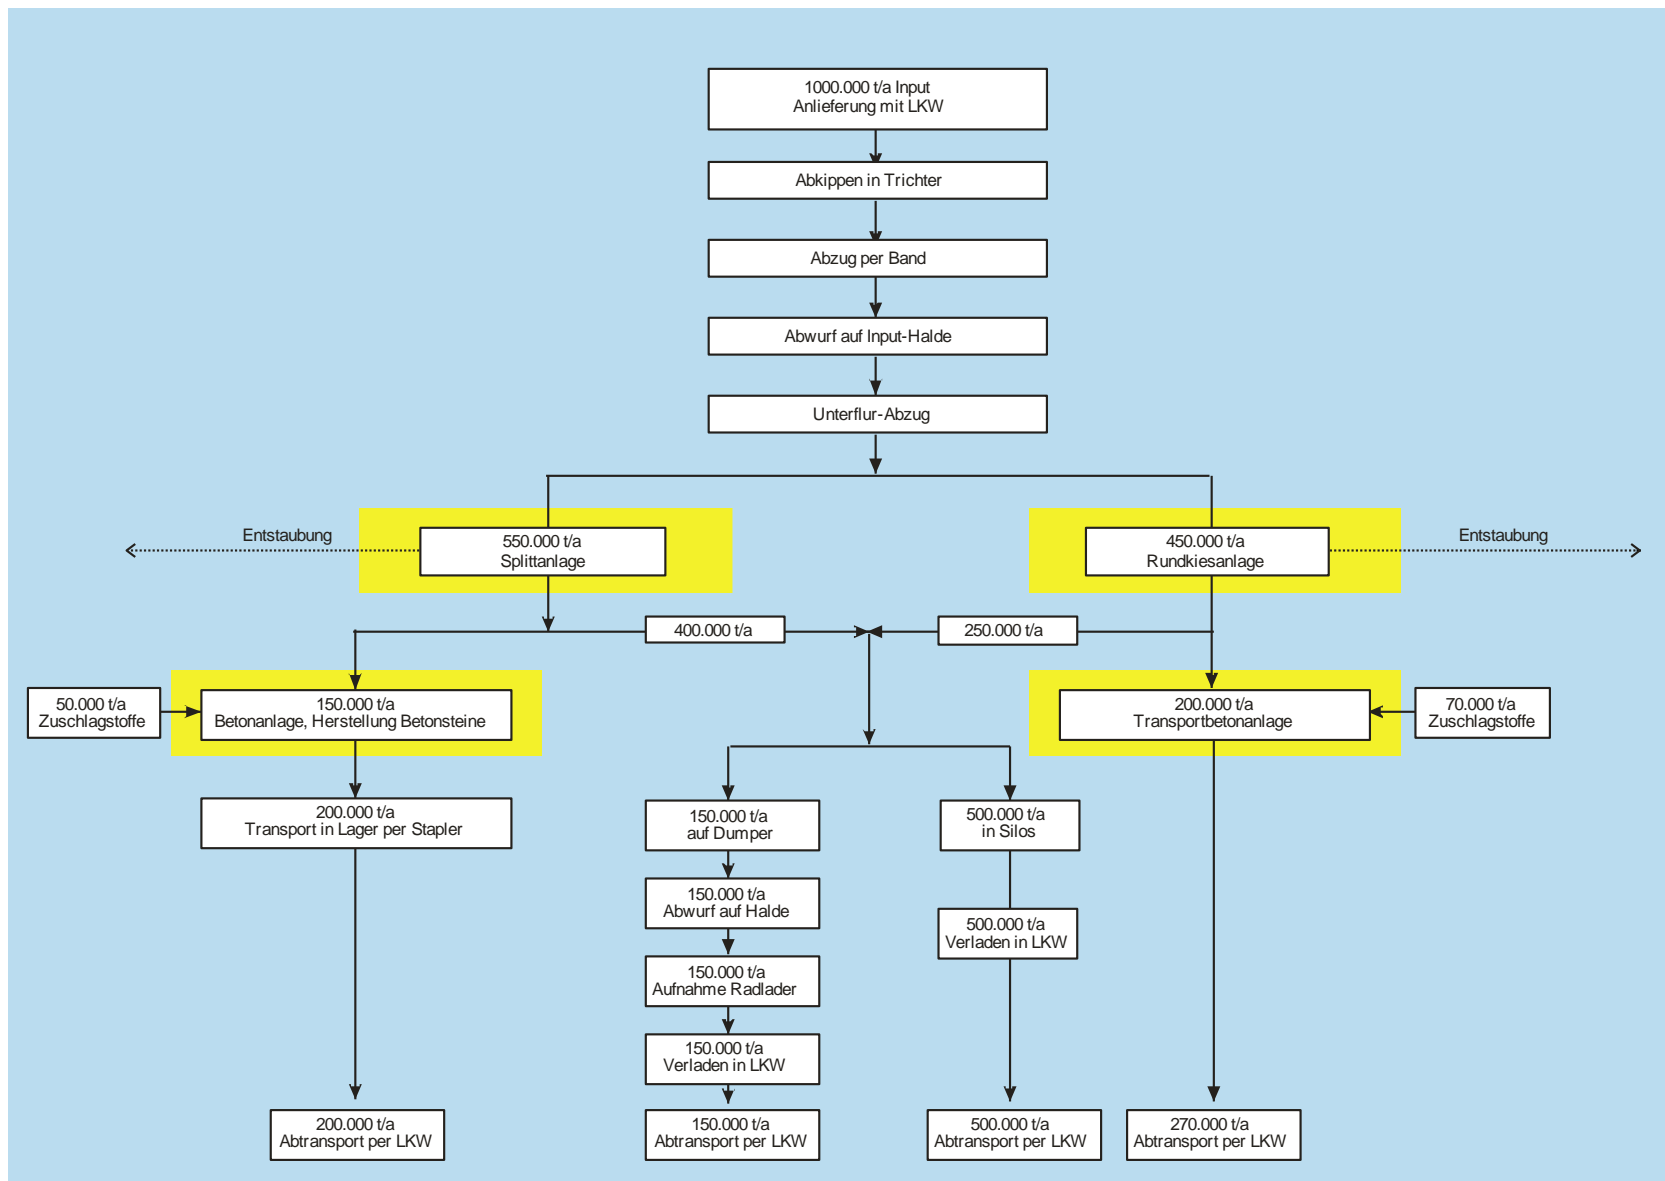 1000.000 t/a Input
Anlieferung mit LKW
Abkippen in Trichter
Abzug per Band
Abwurf auf Input-Halde
Unterflur-Abzug
Entstaubung
550.000 t/a
Splittanlage
450.000 t/a
Rundkiesanlage
Entstaubung
400.000 t/a
250.000 t/a
50.000 t/a
Zuschlagstoffe
150.000 t/a
Betonanlage, Herstellung Betonsteine
200.000 t/a
Transportbetonanlage
70.000 t/a
Zuschlagstoffe
200.000 t/a
Transport in Lager per Stapler
150.000 t/a
auf Dumper
500.000 t/a
in Silos
150.000 t/a
Abwurf auf Halde
500.000 t/a
Verladen in LKW
150.000 t/a
Aufnahme Radlader
150.000 t/a
Verladen in LKW
200.000 t/a
Abtransport per LKW
150.000 t/a
Abtransport per LKW
500.000 t/a
Abtransport per LKW
270.000 t/a
Abtransport per LKW